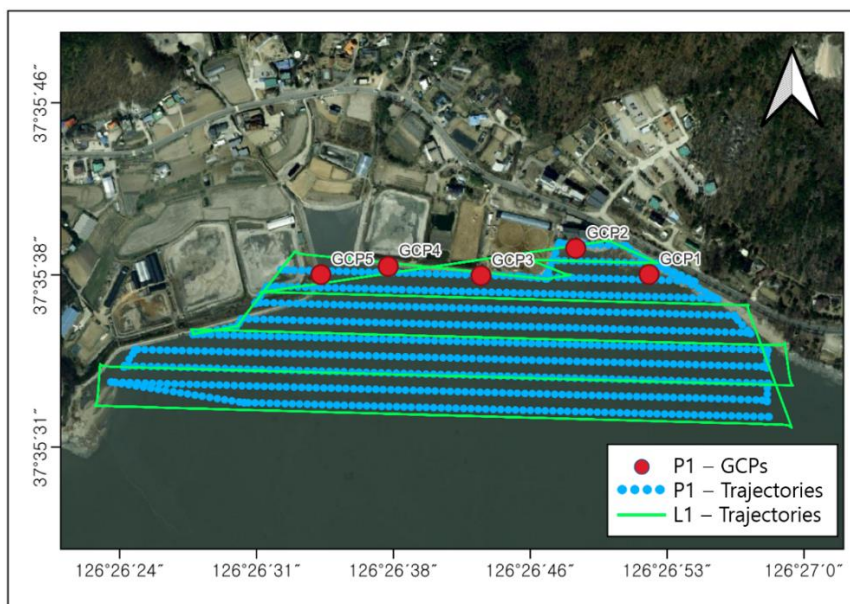 37°35´46˝
37°35´38˝
37°35´31˝
GCP2
GCP4
GCP5
GCP3
GCP1
P1 – GCPs
P1 – Trajectories
L1 – Trajectories
126°26´24˝
126°26´31˝
126°26´38˝
126°26´46˝
126°26´53˝
126°27´0˝